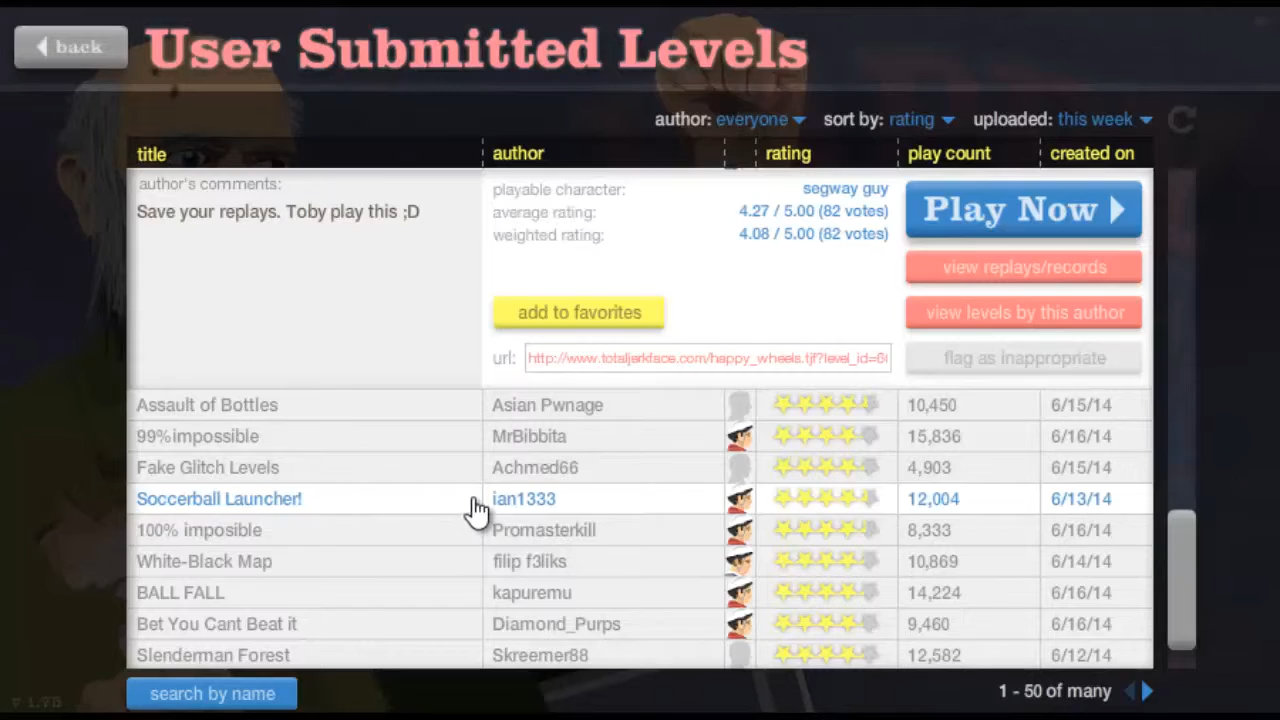 back
User Submitted Levels
author: everyone sort by: rating uploaded: this week
title author rating play count created on
author's comments:
Save your replays. Toby play this ;D
playable character: segway guy
average rating: 4.27 / 5.00 (82 votes)
weighted rating: 4.08 / 5.00 (82 votes)
Play Now
view replays/records
add to favorites
view levels by this author
url: http://www.totaljerkface.com/happy_wheels.tjf?level_id=6
flag as inappropriate
Assault of Bottles Asian Pwnage 10,450 6/15/14
99%impossible MrBibbita 15,836 6/16/14
Fake Glitch Levels Achmed66 4,903 6/15/14
Soccerball Launcher! ian1333 12,004 6/13/14
100% imposible Promasterkill 8,333 6/16/14
White-Black Map filip f3liks 10,869 6/14/14
BALL FALL kapuremu 14,224 6/16/14
Bet You Cant Beat it Diamond_Purps 9,460 6/16/14
Slenderman Forest Skreemer88 12,582 6/12/14
search by name
1 - 50 of many